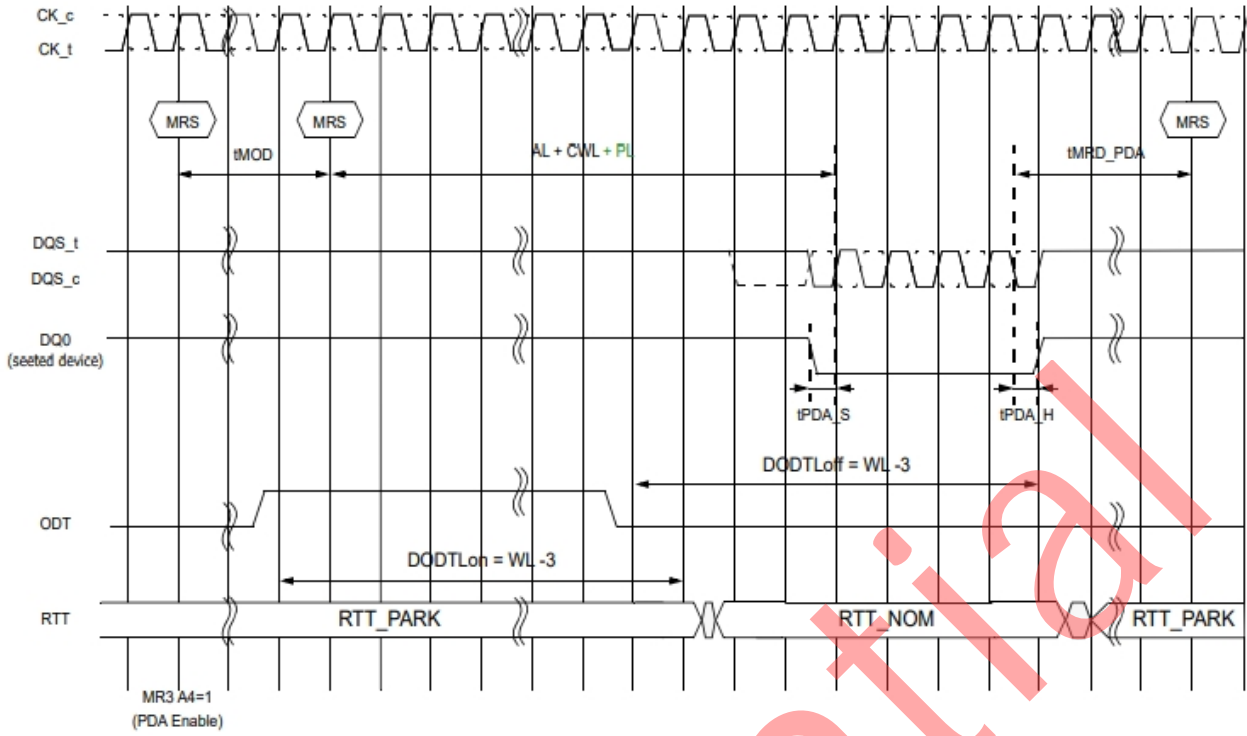 CK_c
CK_t
MRS
MRS
MRS
tMOD
AL + CWL + PL
tMRD_PDA
DQS_t
DQS_c
DQ0
(seeted device)
tPDA_S
tPDA_H
DODTLoff = WL -3
ODT
DODTLon = WL -3
RTT
RTT_PARK
RTT_NOM
RTT_PARK
MR3 A4=1
(PDA Enable)
ential